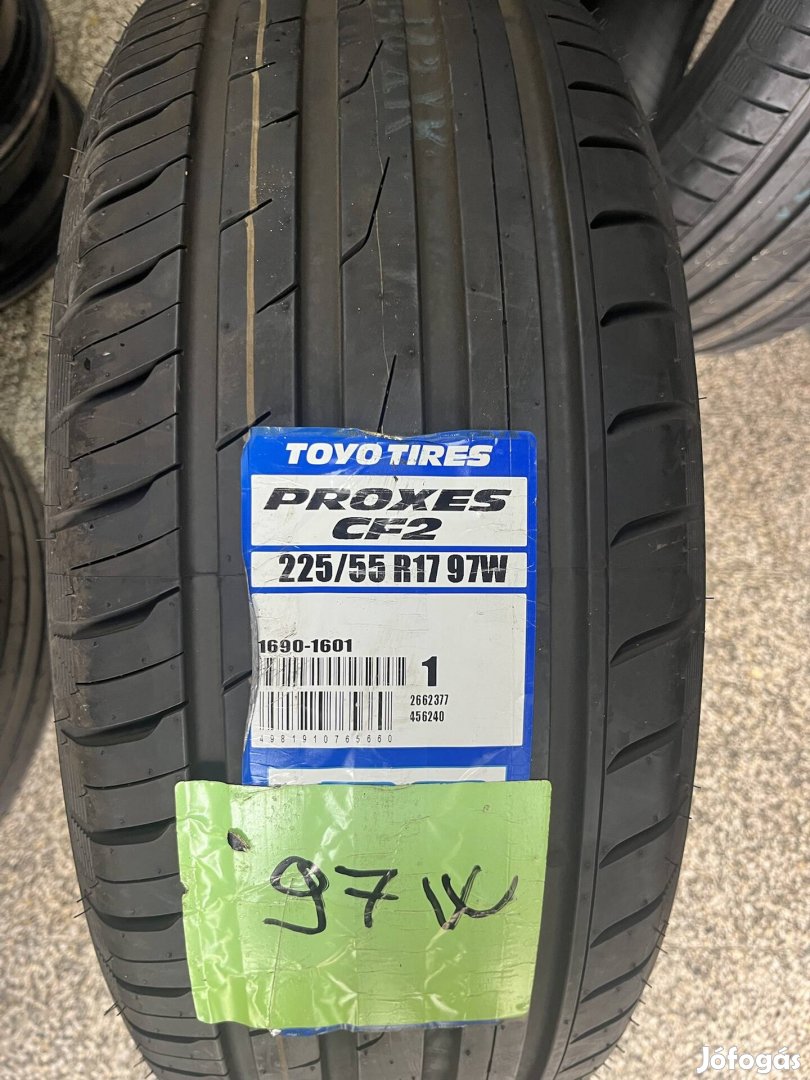 TOYO TIRES
PROXES
CF2
225/55 R17 97W
1690-1601
1
2662377
456240
4981910765660
97W
Jófogás